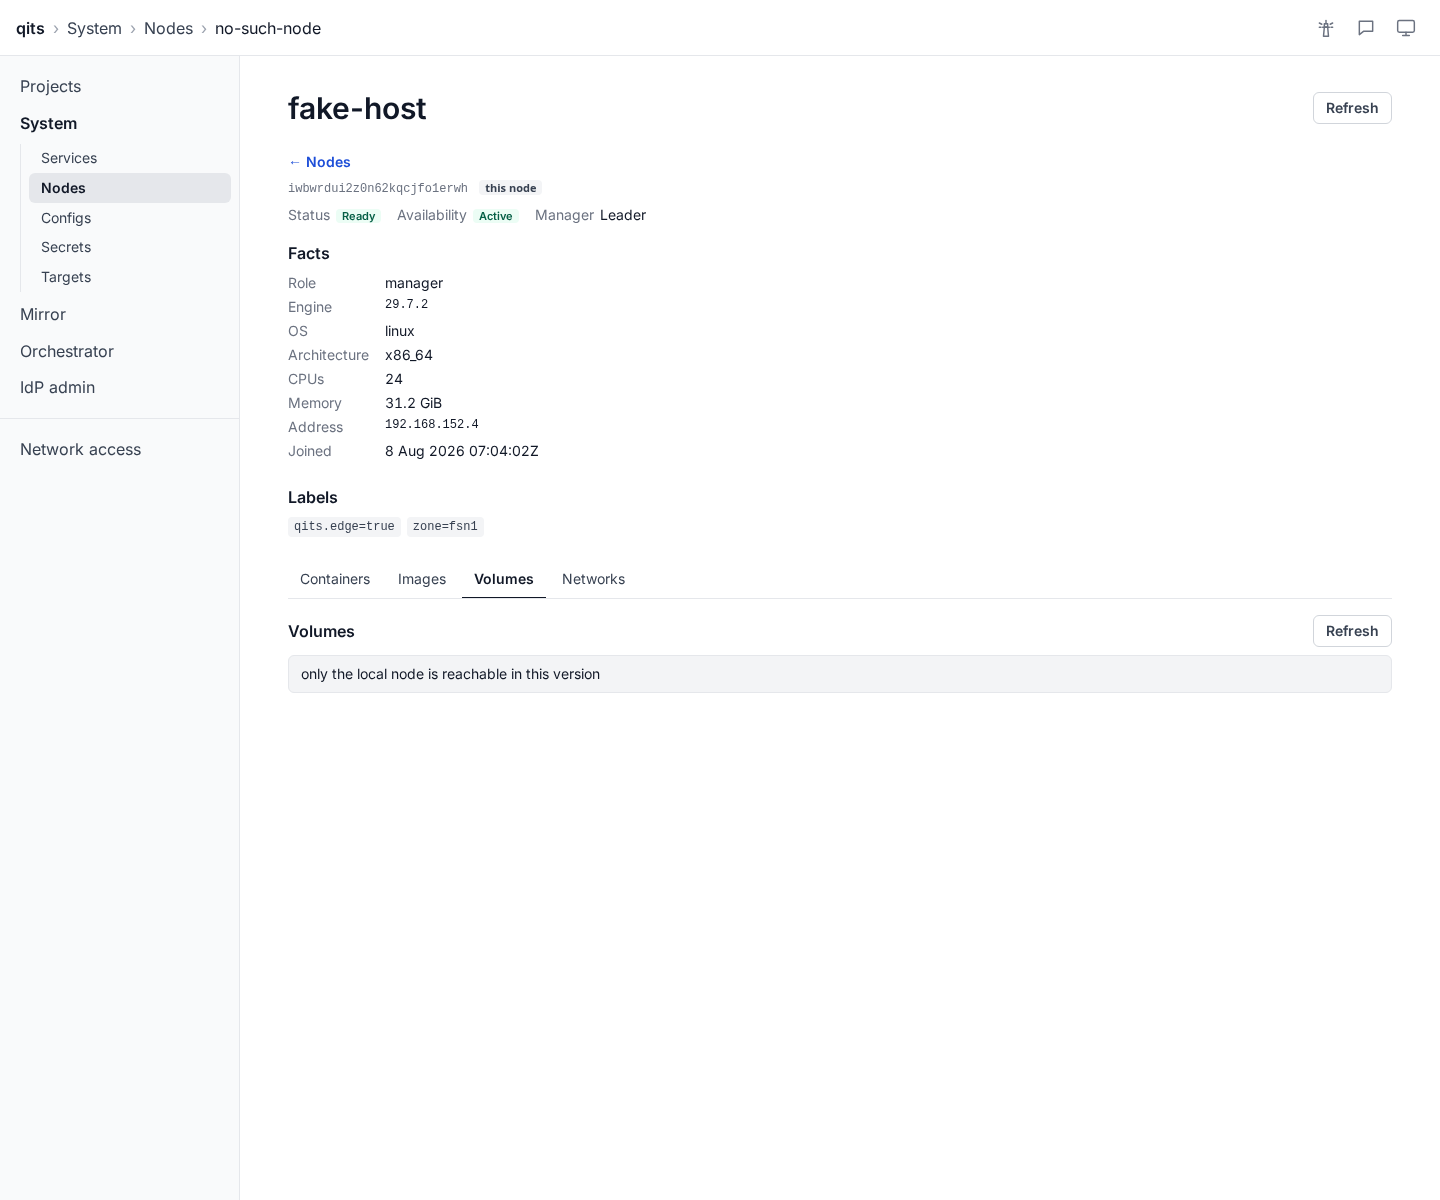 qits › System › Nodes › no-such-node
Projects
System
Services
Nodes
Configs
Secrets
Targets
Mirror
Orchestrator
IdP admin
Network access
fake-host
Refresh
← Nodes
iwbwrdui2z0n62kqcjfo1erwh this node
Status Ready Availability Active Manager Leader
Facts
Role manager
Engine 29.7.2
OS linux
Architecture x86_64
CPUs 24
Memory 31.2 GiB
Address 192.168.152.4
Joined 8 Aug 2026 07:04:02Z
Labels
qits.edge=true zone=fsn1
Containers Images Volumes Networks
Volumes
Refresh
only the local node is reachable in this version